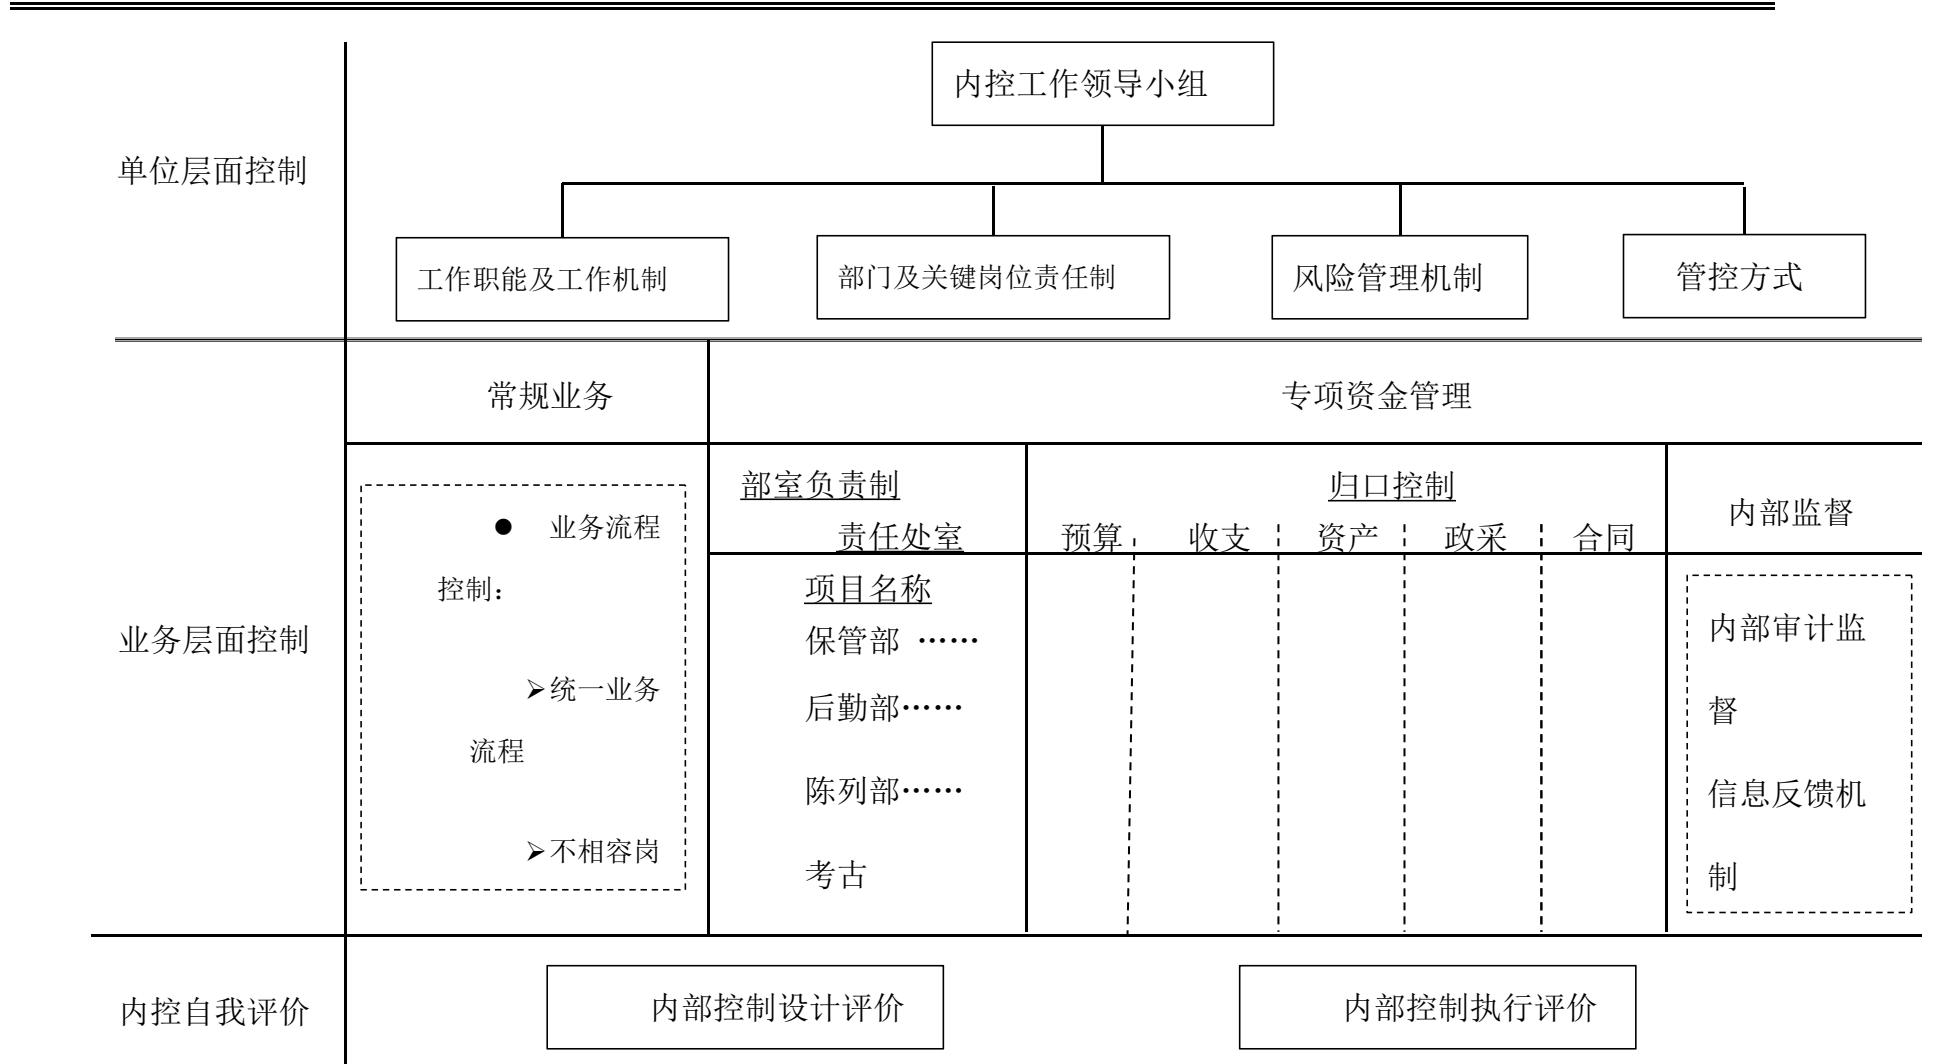 内控工作领导小组
单位层面控制
工作职能及工作机制
部门及关键岗位责任制
风险管理机制
管控方式
常规业务
专项资金管理
业务层面控制
● 业务流程
控制：
➢统一业务
流程
➢不相容岗
部室负责制
责任处室
项目名称
保管部 ……
后勤部……
陈列部……
考古
归口控制
预算 收支 资产 政采 合同
内部监督
内部审计监
督
信息反馈机
制
内控自我评价
内部控制设计评价
内部控制执行评价